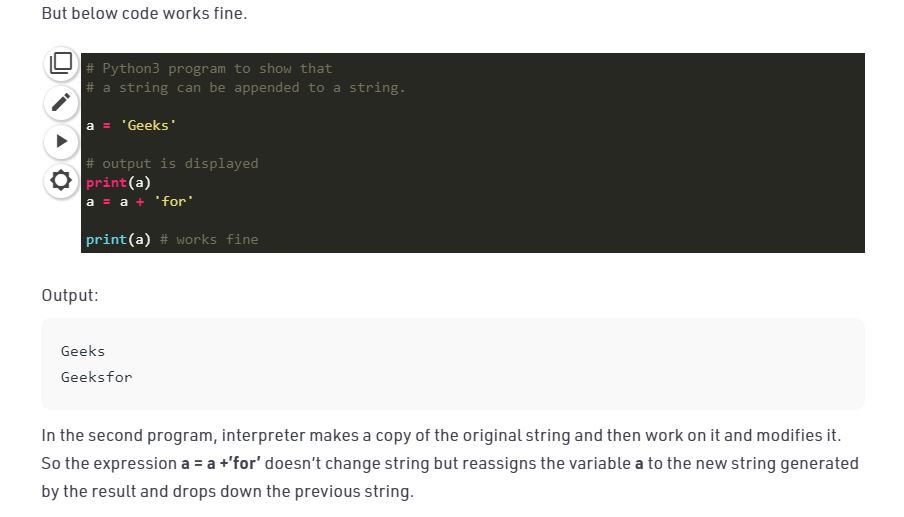 But below code works fine.
# Python3 program to show that
# a string can be appended to a string.
a = 'Geeks'
# output is displayed
print(a)
a = a + 'for'
print(a) # works fine
Output:
Geeks
Geeksfor
In the second program, interpreter makes a copy of the original string and then work on it and modifies it.
So the expression a = a +'for' doesn't change string but reassigns the variable a to the new string generated
by the result and drops down the previous string.